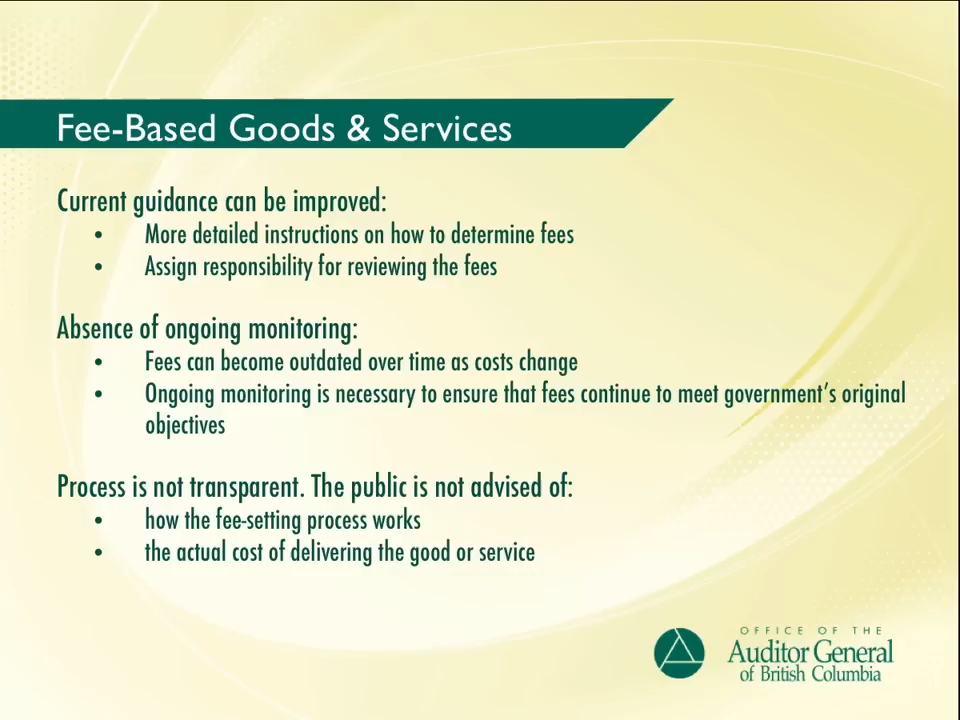 Fee-Based Goods & Services
Current guidance can be improved:
• More detailed instructions on how to determine fees
• Assign responsibility for reviewing the fees
Absence of ongoing monitoring:
• Fees can become outdated over time as costs change
• Ongoing monitoring is necessary to ensure that fees continue to meet government’s original
objectives
Process is not transparent. The public is not advised of:
• how the fee-setting process works
• the actual cost of delivering the good or service
OFFICE OF THE
Auditor General
of British Columbia